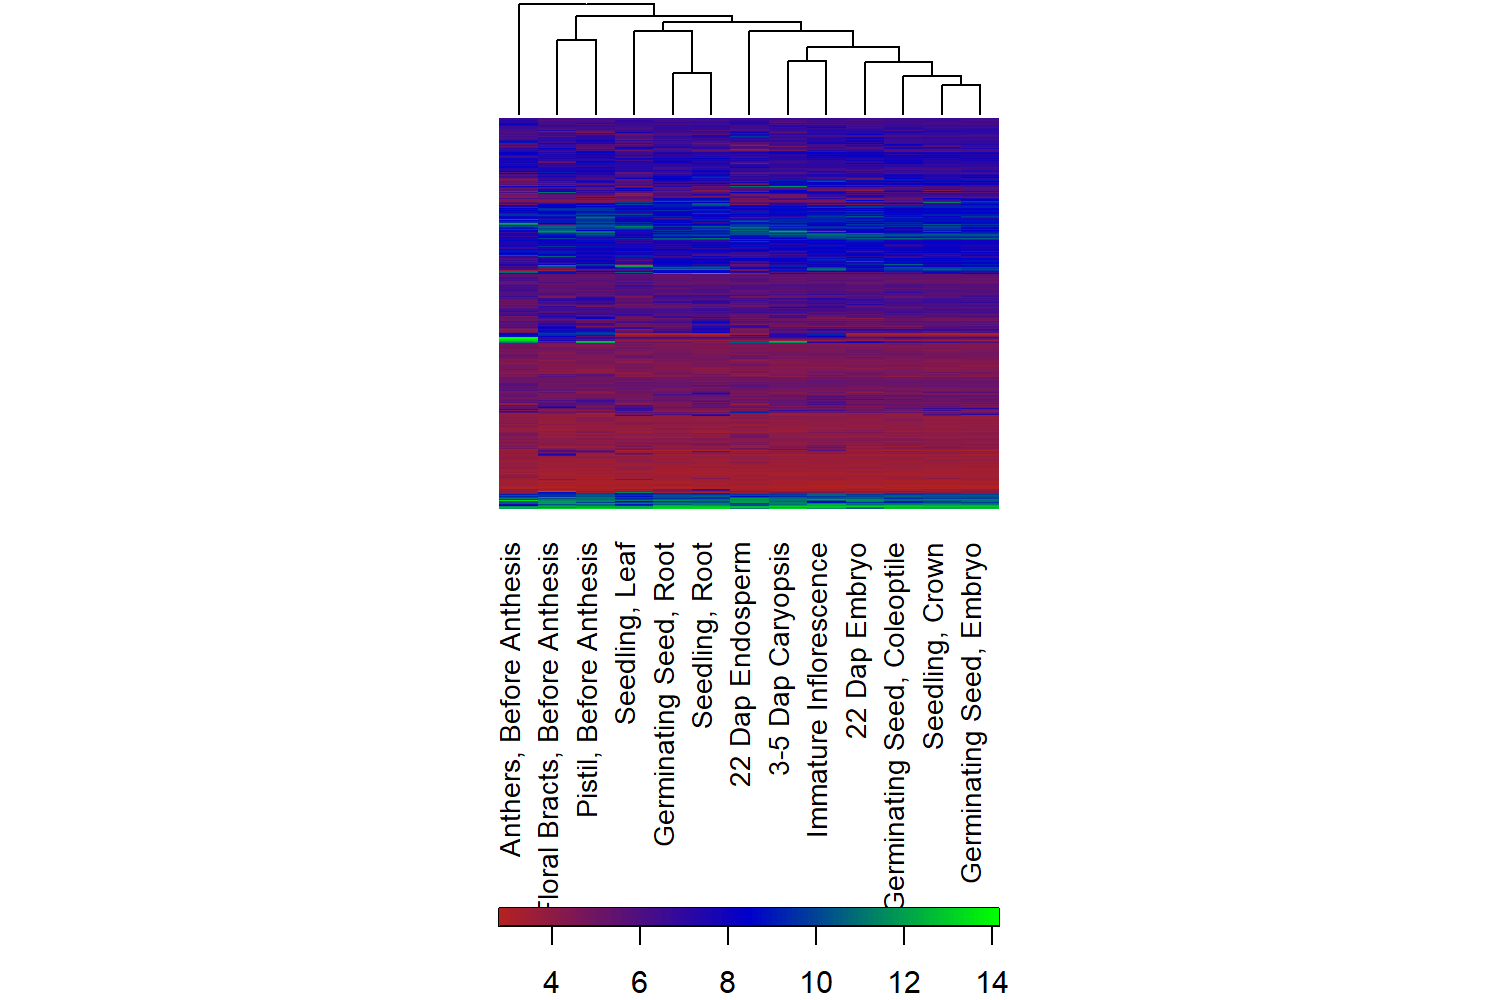 Anthers, Before Anthesis
Floral Bracts, Before Anthesis
Pistil, Before Anthesis
Seedling, Leaf
Germinating Seed, Root
Seedling, Root
22 Dap Endosperm
3-5 Dap Caryopsis
Immature Inflorescence
22 Dap Embryo
Germinating Seed, Coleoptile
Seedling, Crown
Germinating Seed, Embryo
4 6 8 10 12 14